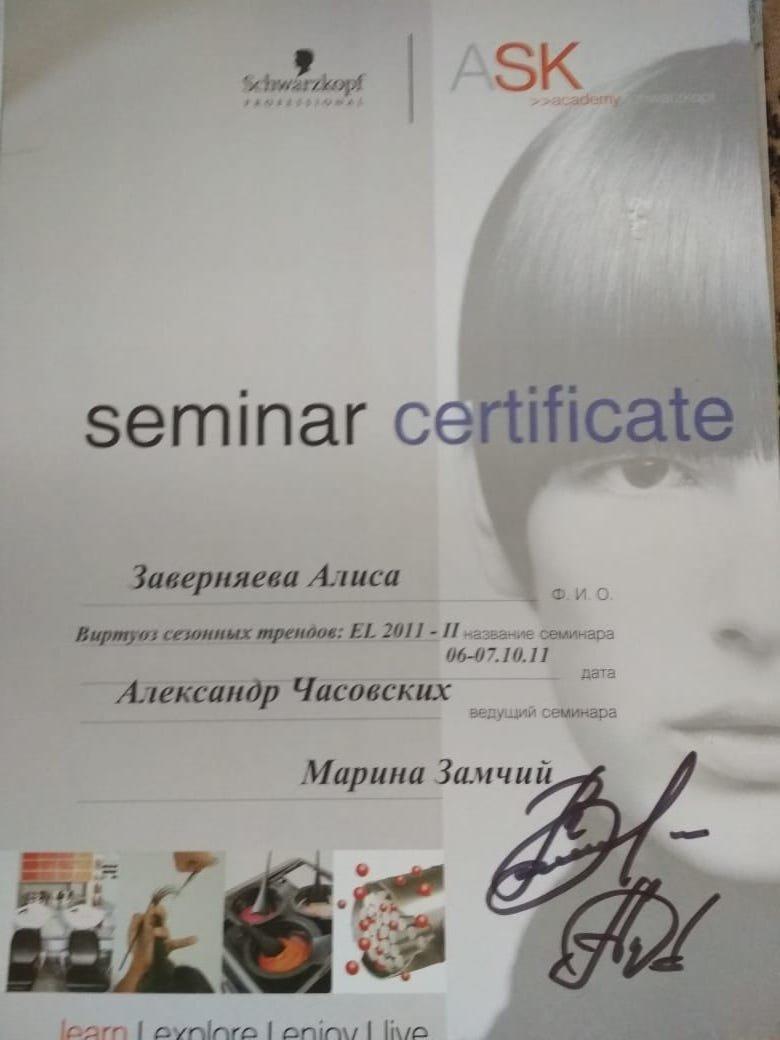 Schwarzkopf
PROFESSIONAL
ASK
>>academy schwarzkopf
seminar certificate
Заверняева Алиса
Ф. И. О.
Виртуоз сезонных трендов: EL 2011 - II название семинара
06-07.10.11
дата
Александр Часовских
ведущий семинара
Марина Замчий
learn | explore | enjoy | live